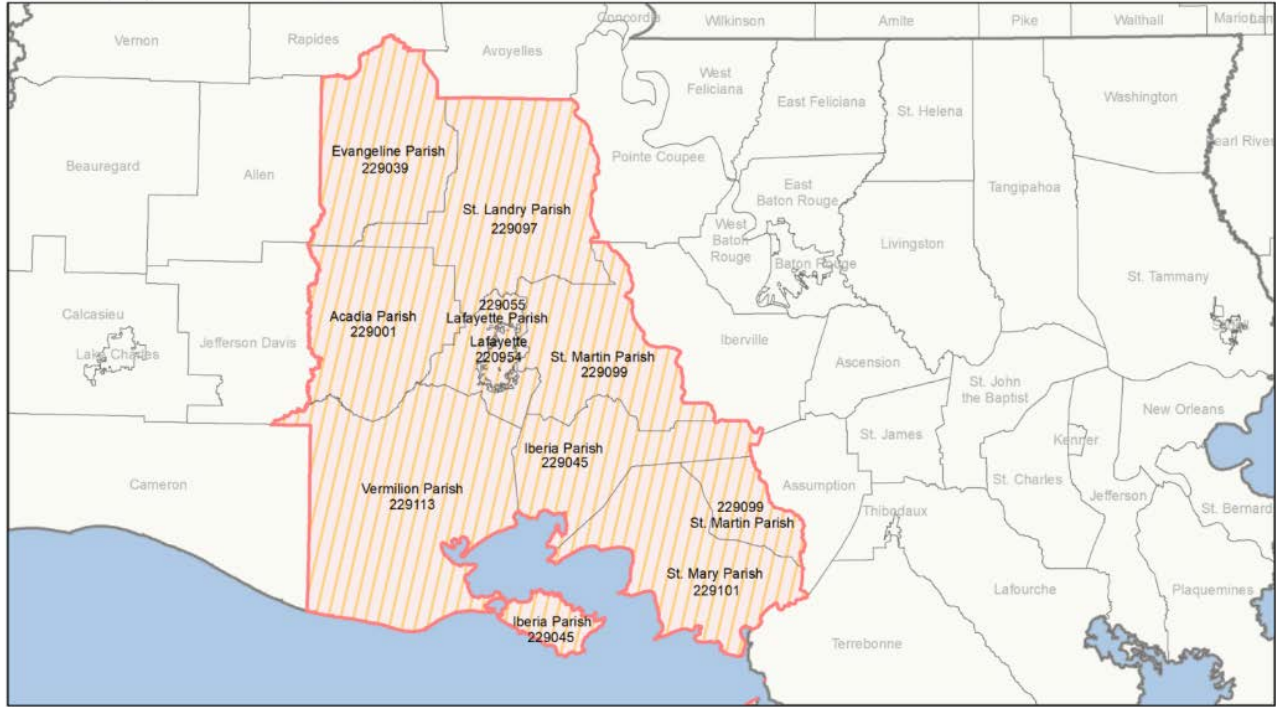 Concordia
Wilkinson
Amite
Pike
Walthall
Marion
Vernon
Rapides
Avoyelles
West
Feliciana
East Feliciana
St. Helena
Washington
Pearl River
Evangeline Parish
229039
Beauregard
Allen
Pointe Coupee
East
Baton Rouge
Tangipahoa
St. Landry Parish
229097
West
Baton
Rouge
Baton Rouge
Livingston
St. Tammany
Calcasieu
Lake Charles
Jefferson Davis
Acadia Parish
229001
229055
Lafayette Parish
Lafayette
220954
St. Martin Parish
229099
Iberville
Ascension
St. John
the Baptist
New Orleans
St. James
Kenner
Iberia Parish
229045
Cameron
Vermilion Parish
229113
Assumption
St. Charles
Jefferson
229099
St. Martin Parish
Thibodaux
St. Bernard
St. Mary Parish
229101
Lafourche
Plaquemines
Iberia Parish
229045
Terrebonne